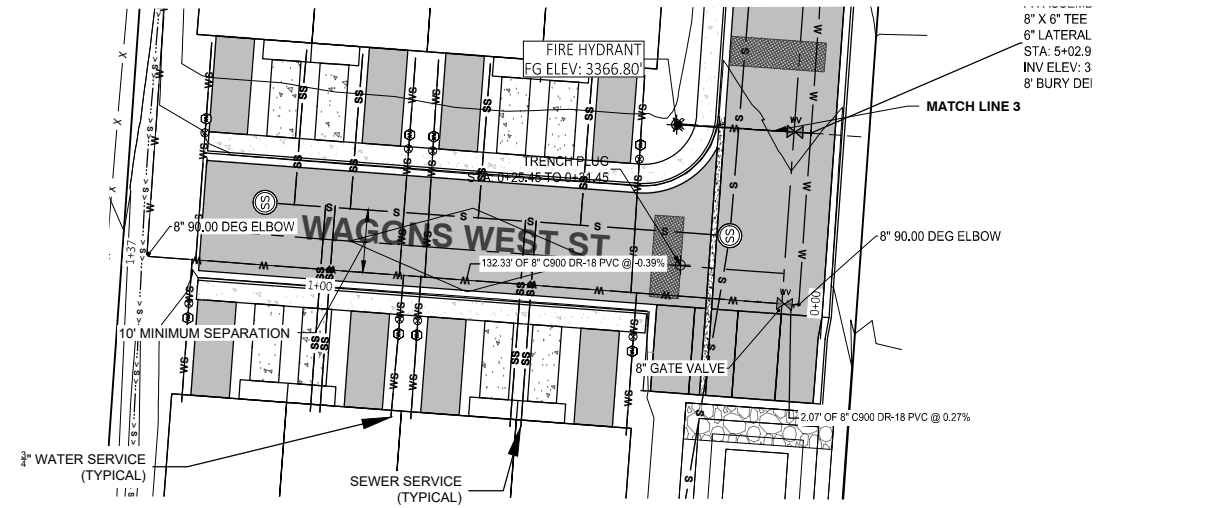 8" X 6" TEE
6" LATERAL
STA: 5+02.9
INV ELEV: 3
8' BURY DE
FIRE HYDRANT
FG ELEV: 3366.80'
MATCH LINE 3
TRENCH PLUG
8" 90.00 DEG ELBOW
WAGONS WEST ST
8" 90.00 DEG ELBOW
132.33' OF 8" C900 DR-18 PVC @ -0.39%
1+37
1+00
0+00
10' MINIMUM SEPARATION
8" GATE VALVE
2.07' OF 8" C900 DR-18 PVC @ 0.27%
¾" WATER SERVICE
(TYPICAL)
SEWER SERVICE
(TYPICAL)